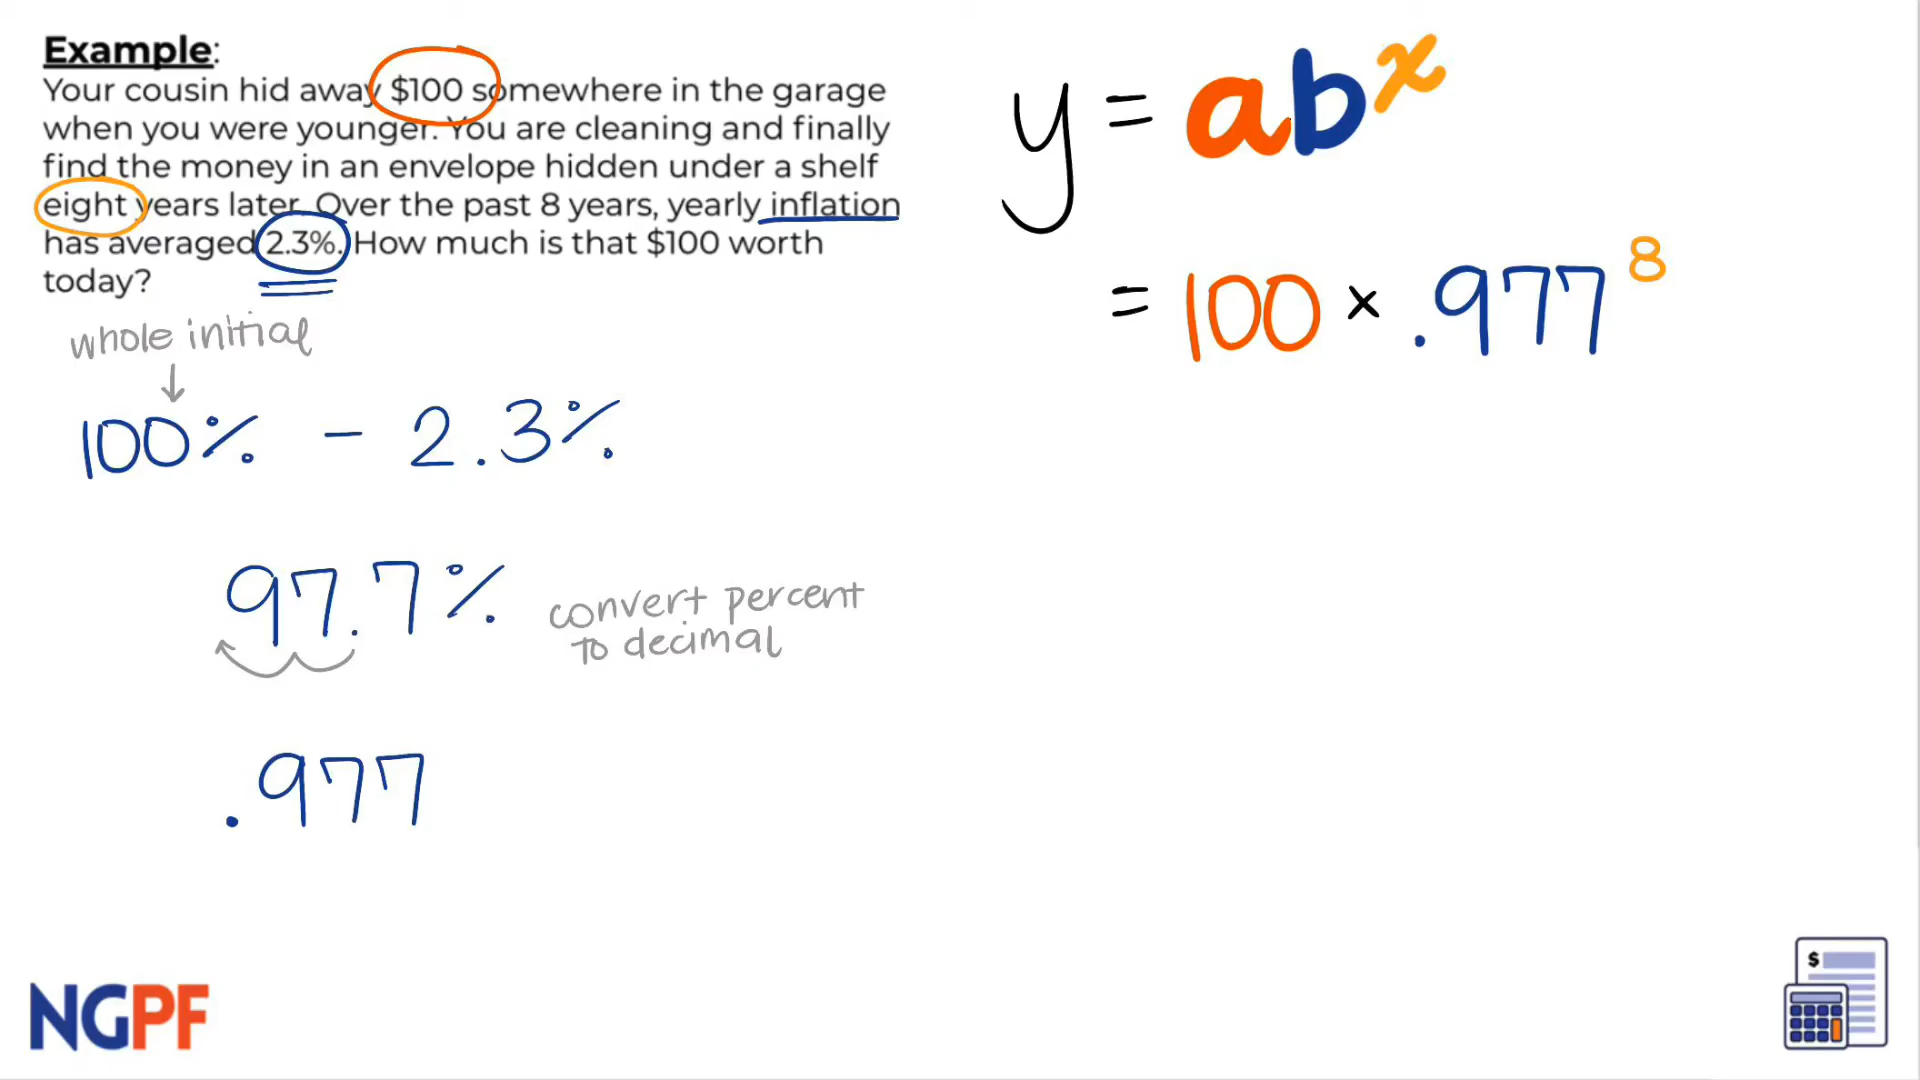 Example:
Your cousin hid away $100 somewhere in the garage
when you were younger. You are cleaning and finally
find the money in an envelope hidden under a shelf
eight years later. Over the past 8 years, yearly inflation
has averaged 2.3%. How much is that $100 worth
today?
whole initial
100% - 2.3%
97.7%
convert percent
to decimal
.977
y = ab^x
= 100 × .977^8
NGPF
$